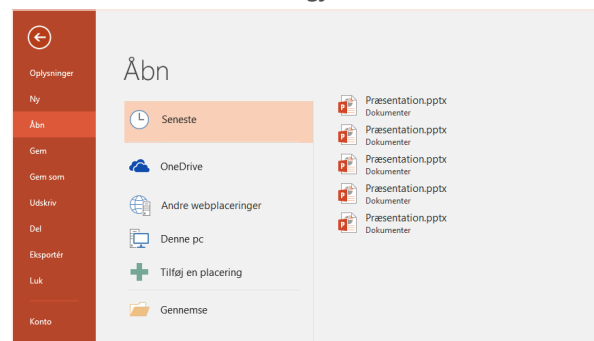 Oplysninger
Ny
Åbn
Gem
Gem som
Udskriv
Del
Eksportér
Luk
Konto
Åbn
Seneste
OneDrive
Andre webplaceringer
Denne pc
Tilføj en placering
Gennemse
Præsentation.pptx
Dokumenter
Præsentation.pptx
Dokumenter
Præsentation.pptx
Dokumenter
Præsentation.pptx
Dokumenter
Præsentation.pptx
Dokumenter